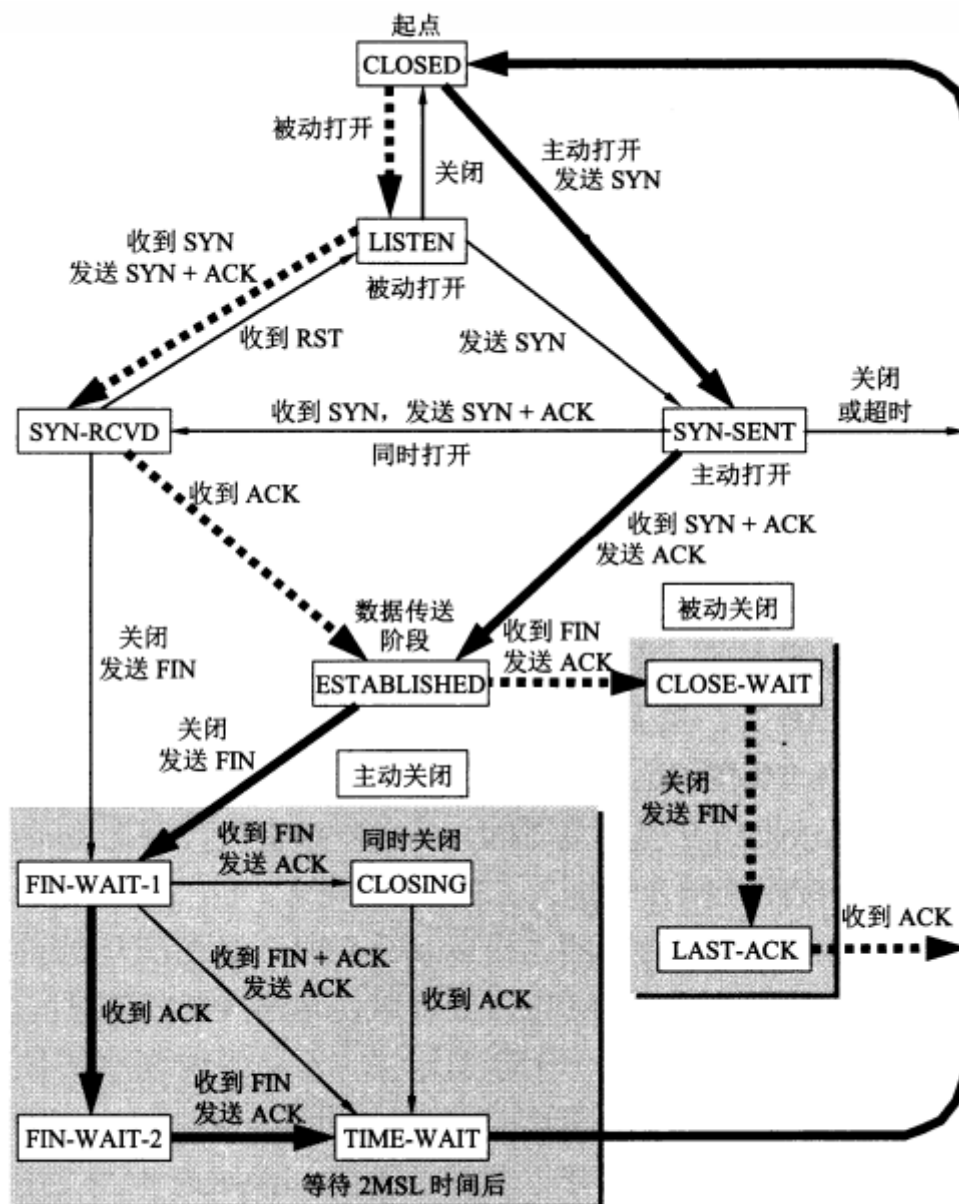 起点
CLOSED
被动打开
关闭
主动打开
发送 SYN
收到 SYN
发送 SYN + ACK
LISTEN
被动打开
收到 RST
发送 SYN
关闭
或超时
SYN-RCVD
收到 SYN，发送 SYN + ACK
同时打开
SYN-SENT
主动打开
收到 ACK
收到 SYN + ACK
发送 ACK
数据传送
阶段
ESTABLISHED
关闭
发送 FIN
收到 FIN
发送 ACK
被动关闭
CLOSE-WAIT
关闭
发送 FIN
主动关闭
关闭
发送 FIN
FIN-WAIT-1
收到 FIN
发送 ACK
同时关闭
CLOSING
LAST-ACK
收到 ACK
收到 ACK
收到 FIN + ACK
发送 ACK
收到 ACK
FIN-WAIT-2
收到 FIN
发送 ACK
TIME-WAIT
等待 2MSL 时间后